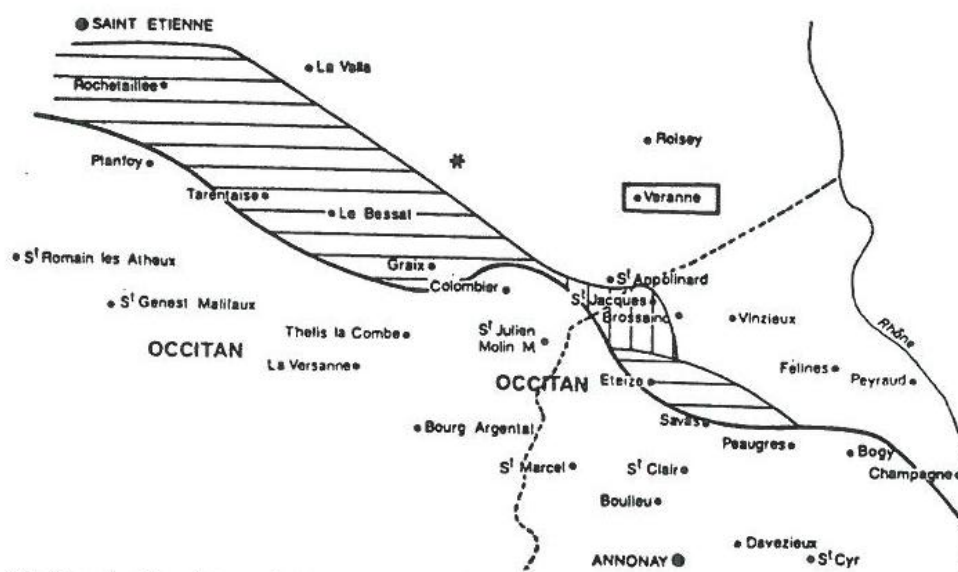 SAINT ETIENNE
La Valla
Rochetaillée
Roisey
Planfoy
*
Tarentaise
Veranne
Le Bessat
St Romain les Atheux
Graix
St Appolinard
Colombier
St Jacques
St Genest Malifaux
Brossainc
Vinzieux
Rhône
Thelis la Combe
St Julien
Molin M
OCCITAN
La Versanne
Félines
Peyraud
OCCITAN
Eteize
Bourg Argental
Savas
Peaugres
Bogy
St Marcel
St Clair
Champagne
Boulieu
Davezieux
ANNONAY
St Cyr